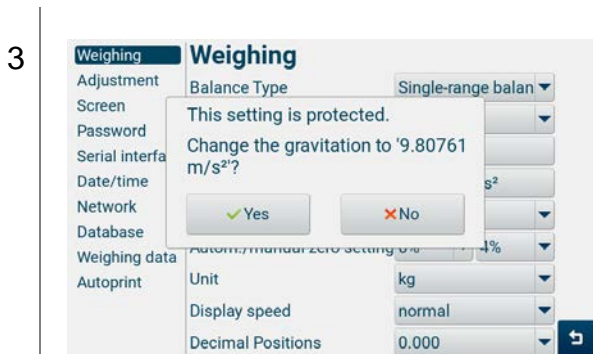 3
Weighing
Weighing
Adjustment
Balance Type Single-range balan
Screen
Password
Serial interfa
Date/time
Network
Database
Weighing data
Autoprint
This setting is protected.
Change the gravitation to '9.80761
m/s²'?
Yes No
s²
Autom./manual zero setting 4%
Unit kg
Display speed normal
Decimal Positions 0.000